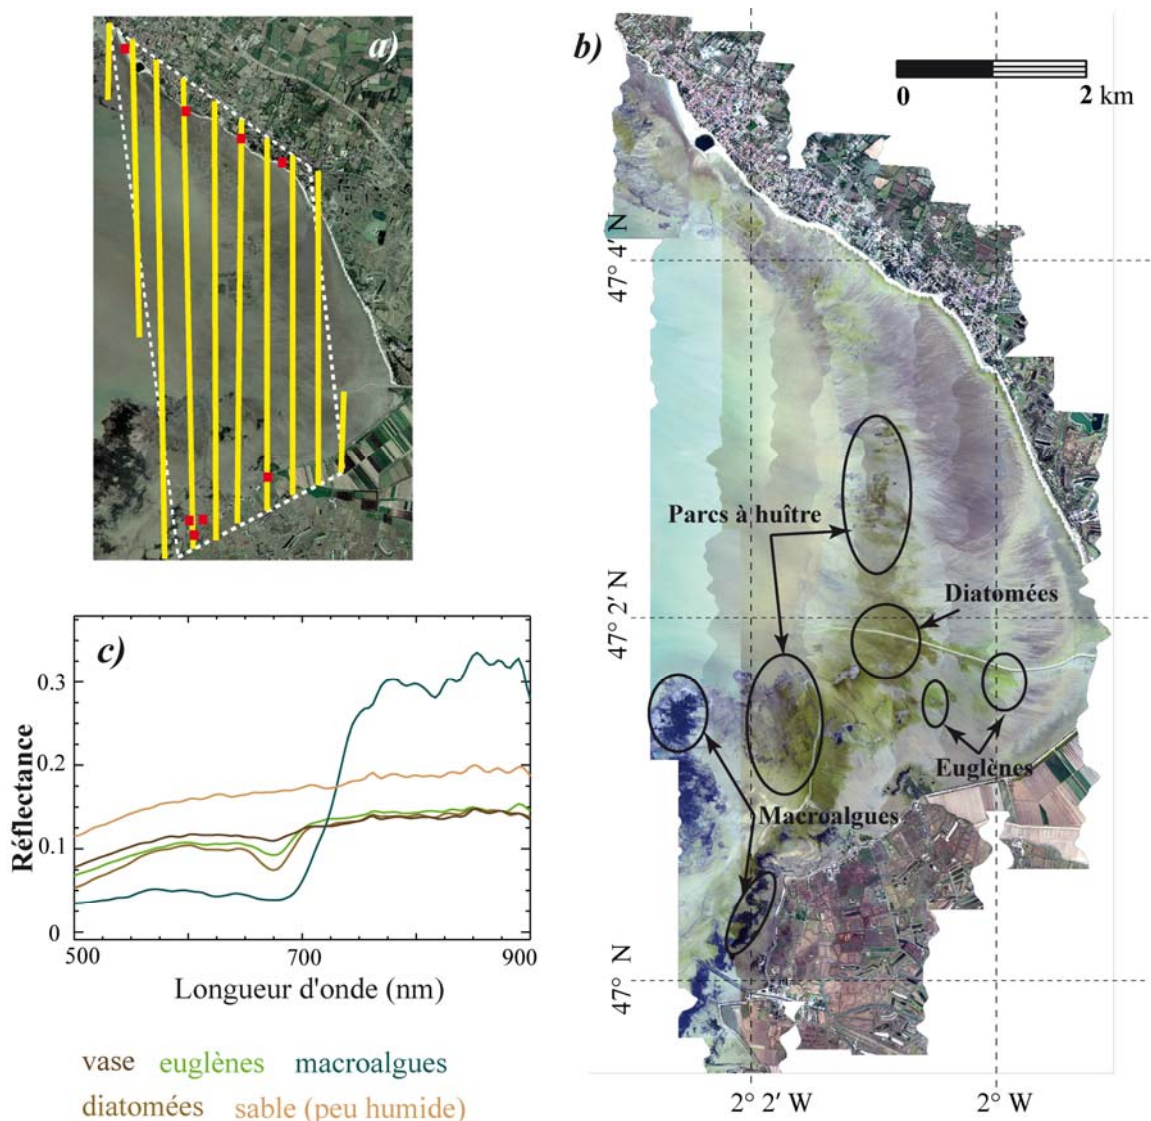 a)
b)
0
2 km
47° 4' N
Parcs à huître
Diatomées
47° 2' N
Euglènes
Macroalgues
47° N
2° 2' W
2° W
c)
Réflectance
0.3
0.2
0.1
0
500
700
900
Longueur d'onde (nm)
vase euglènes macroalgues
diatomées sable (peu humide)